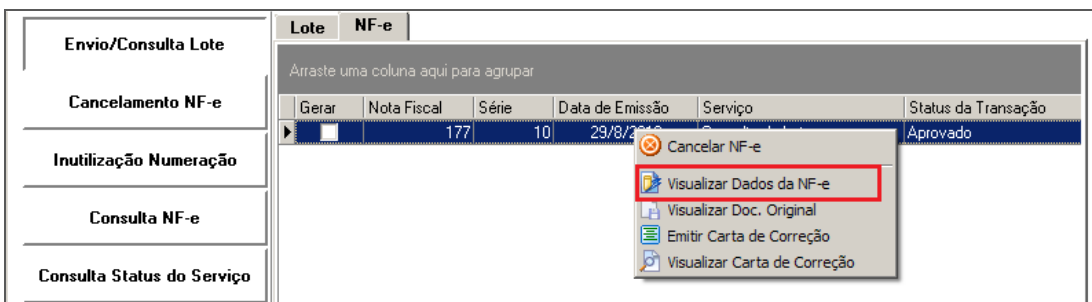 Envio/Consulta Lote
Cancelamento NF-e
Inutilização Numeração
Consulta NF-e
Consulta Status do Serviço
Lote NF-e
Arraste uma coluna aqui para agrupar
Gerar Nota Fiscal Série Data de Emissão Serviço Status da Transação
177 10 Aprovado
Cancelar NF-e
Visualizar Dados da NF-e
Visualizar Doc. Original
Emitir Carta de Correção
Visualizar Carta de Correção